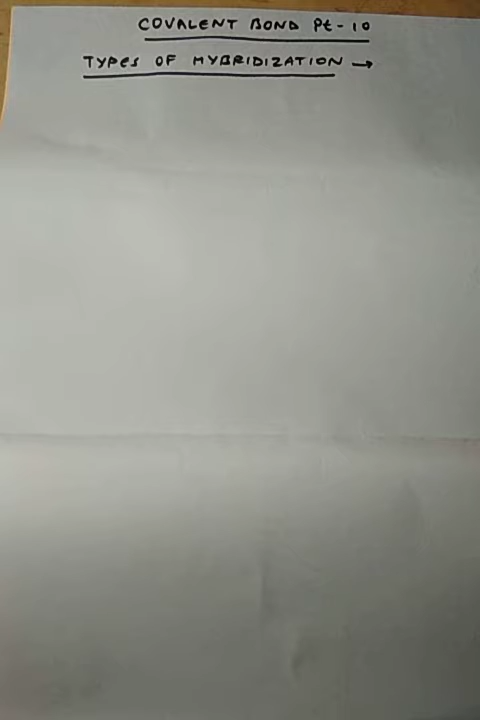 COVALENT BOND Pt-10
TYPES OF HYBRIDIZATION →